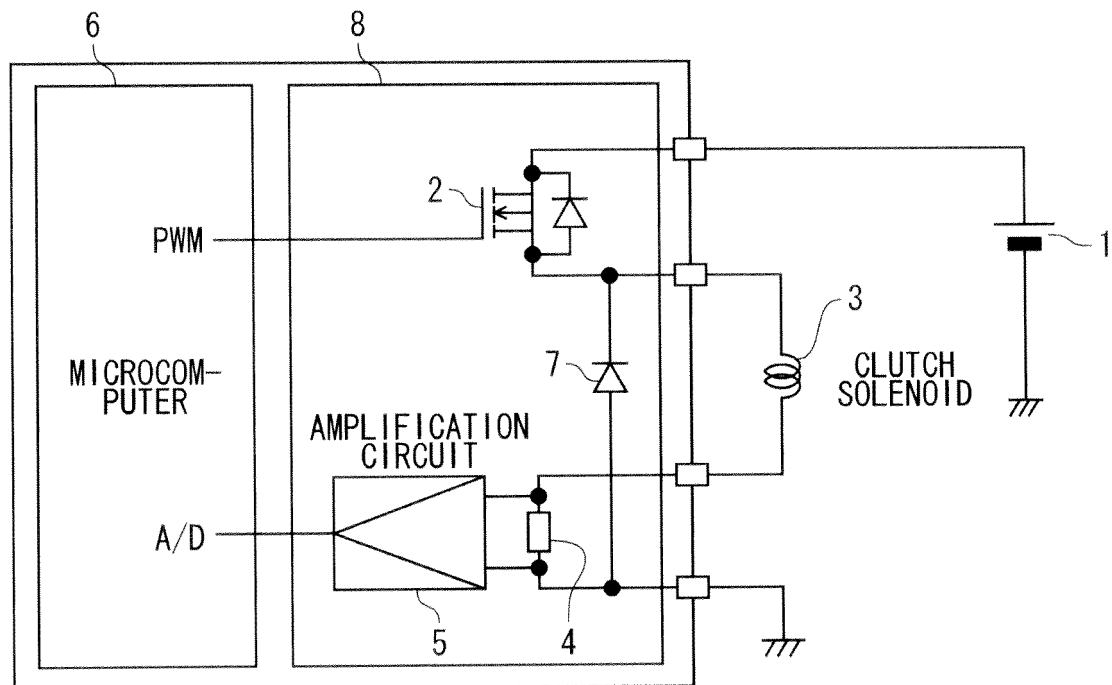 6
8
2
PWM
1
3
7
CLUTCH
SOLENOID
MICROCOM-
PUTER
AMPLIFICATION
CIRCUIT
A/D
5
4